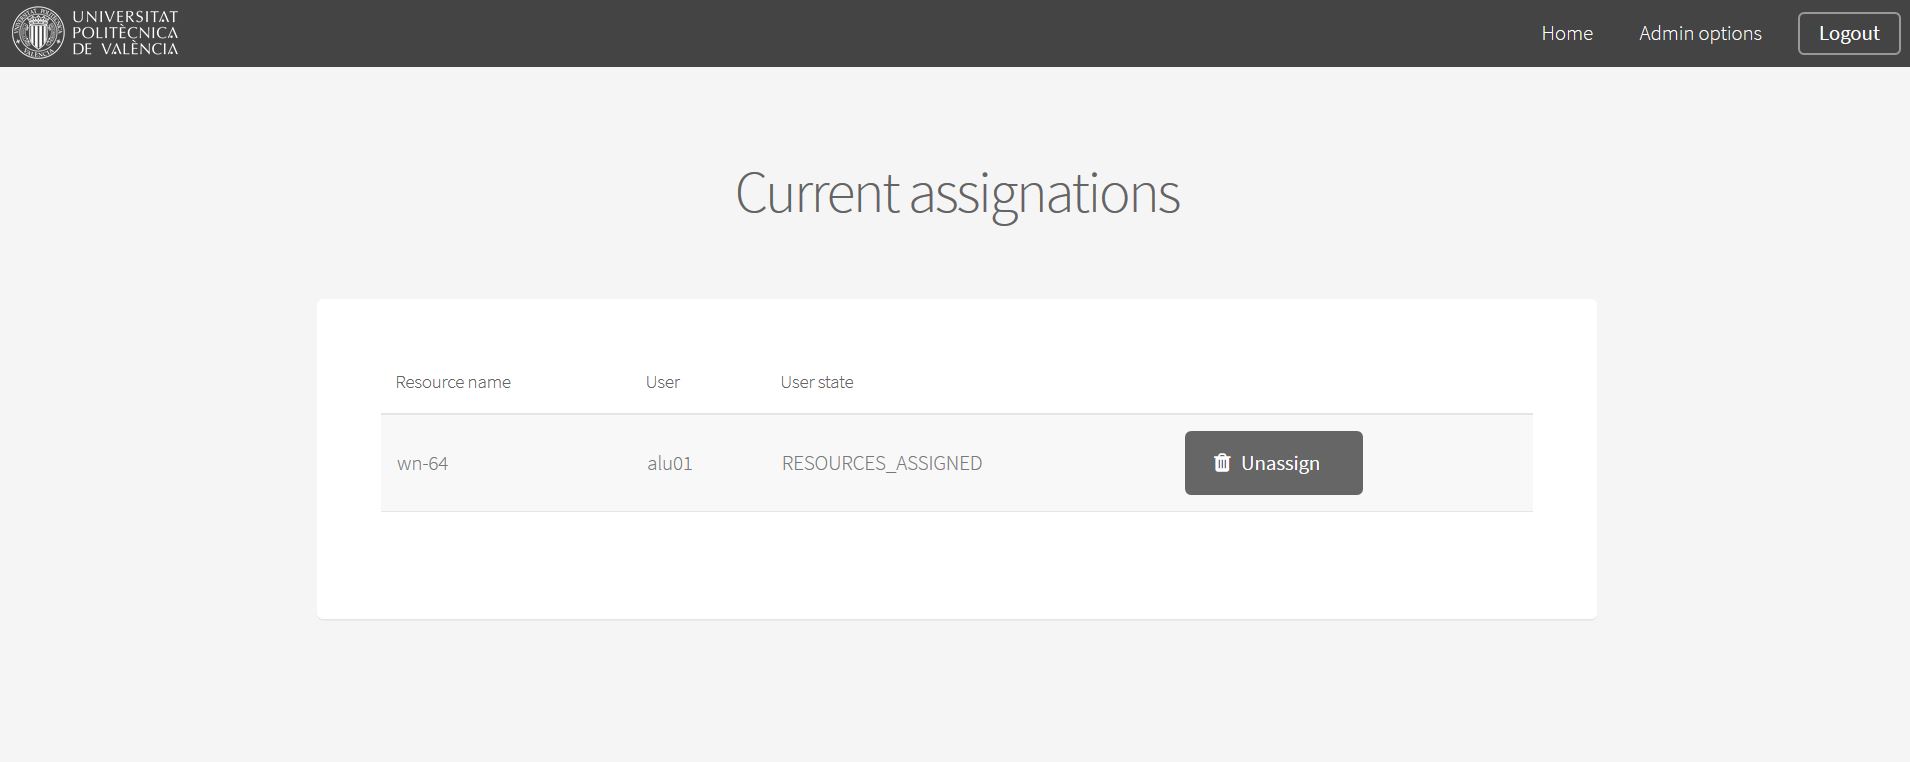 UNIVERSITAT
POLITÈCNICA
DE VALÈNCIA
Home
Admin options
Logout
Current assignations
Resource name
User
User state
wn-64
alu01
RESOURCES_ASSIGNED
Unassign